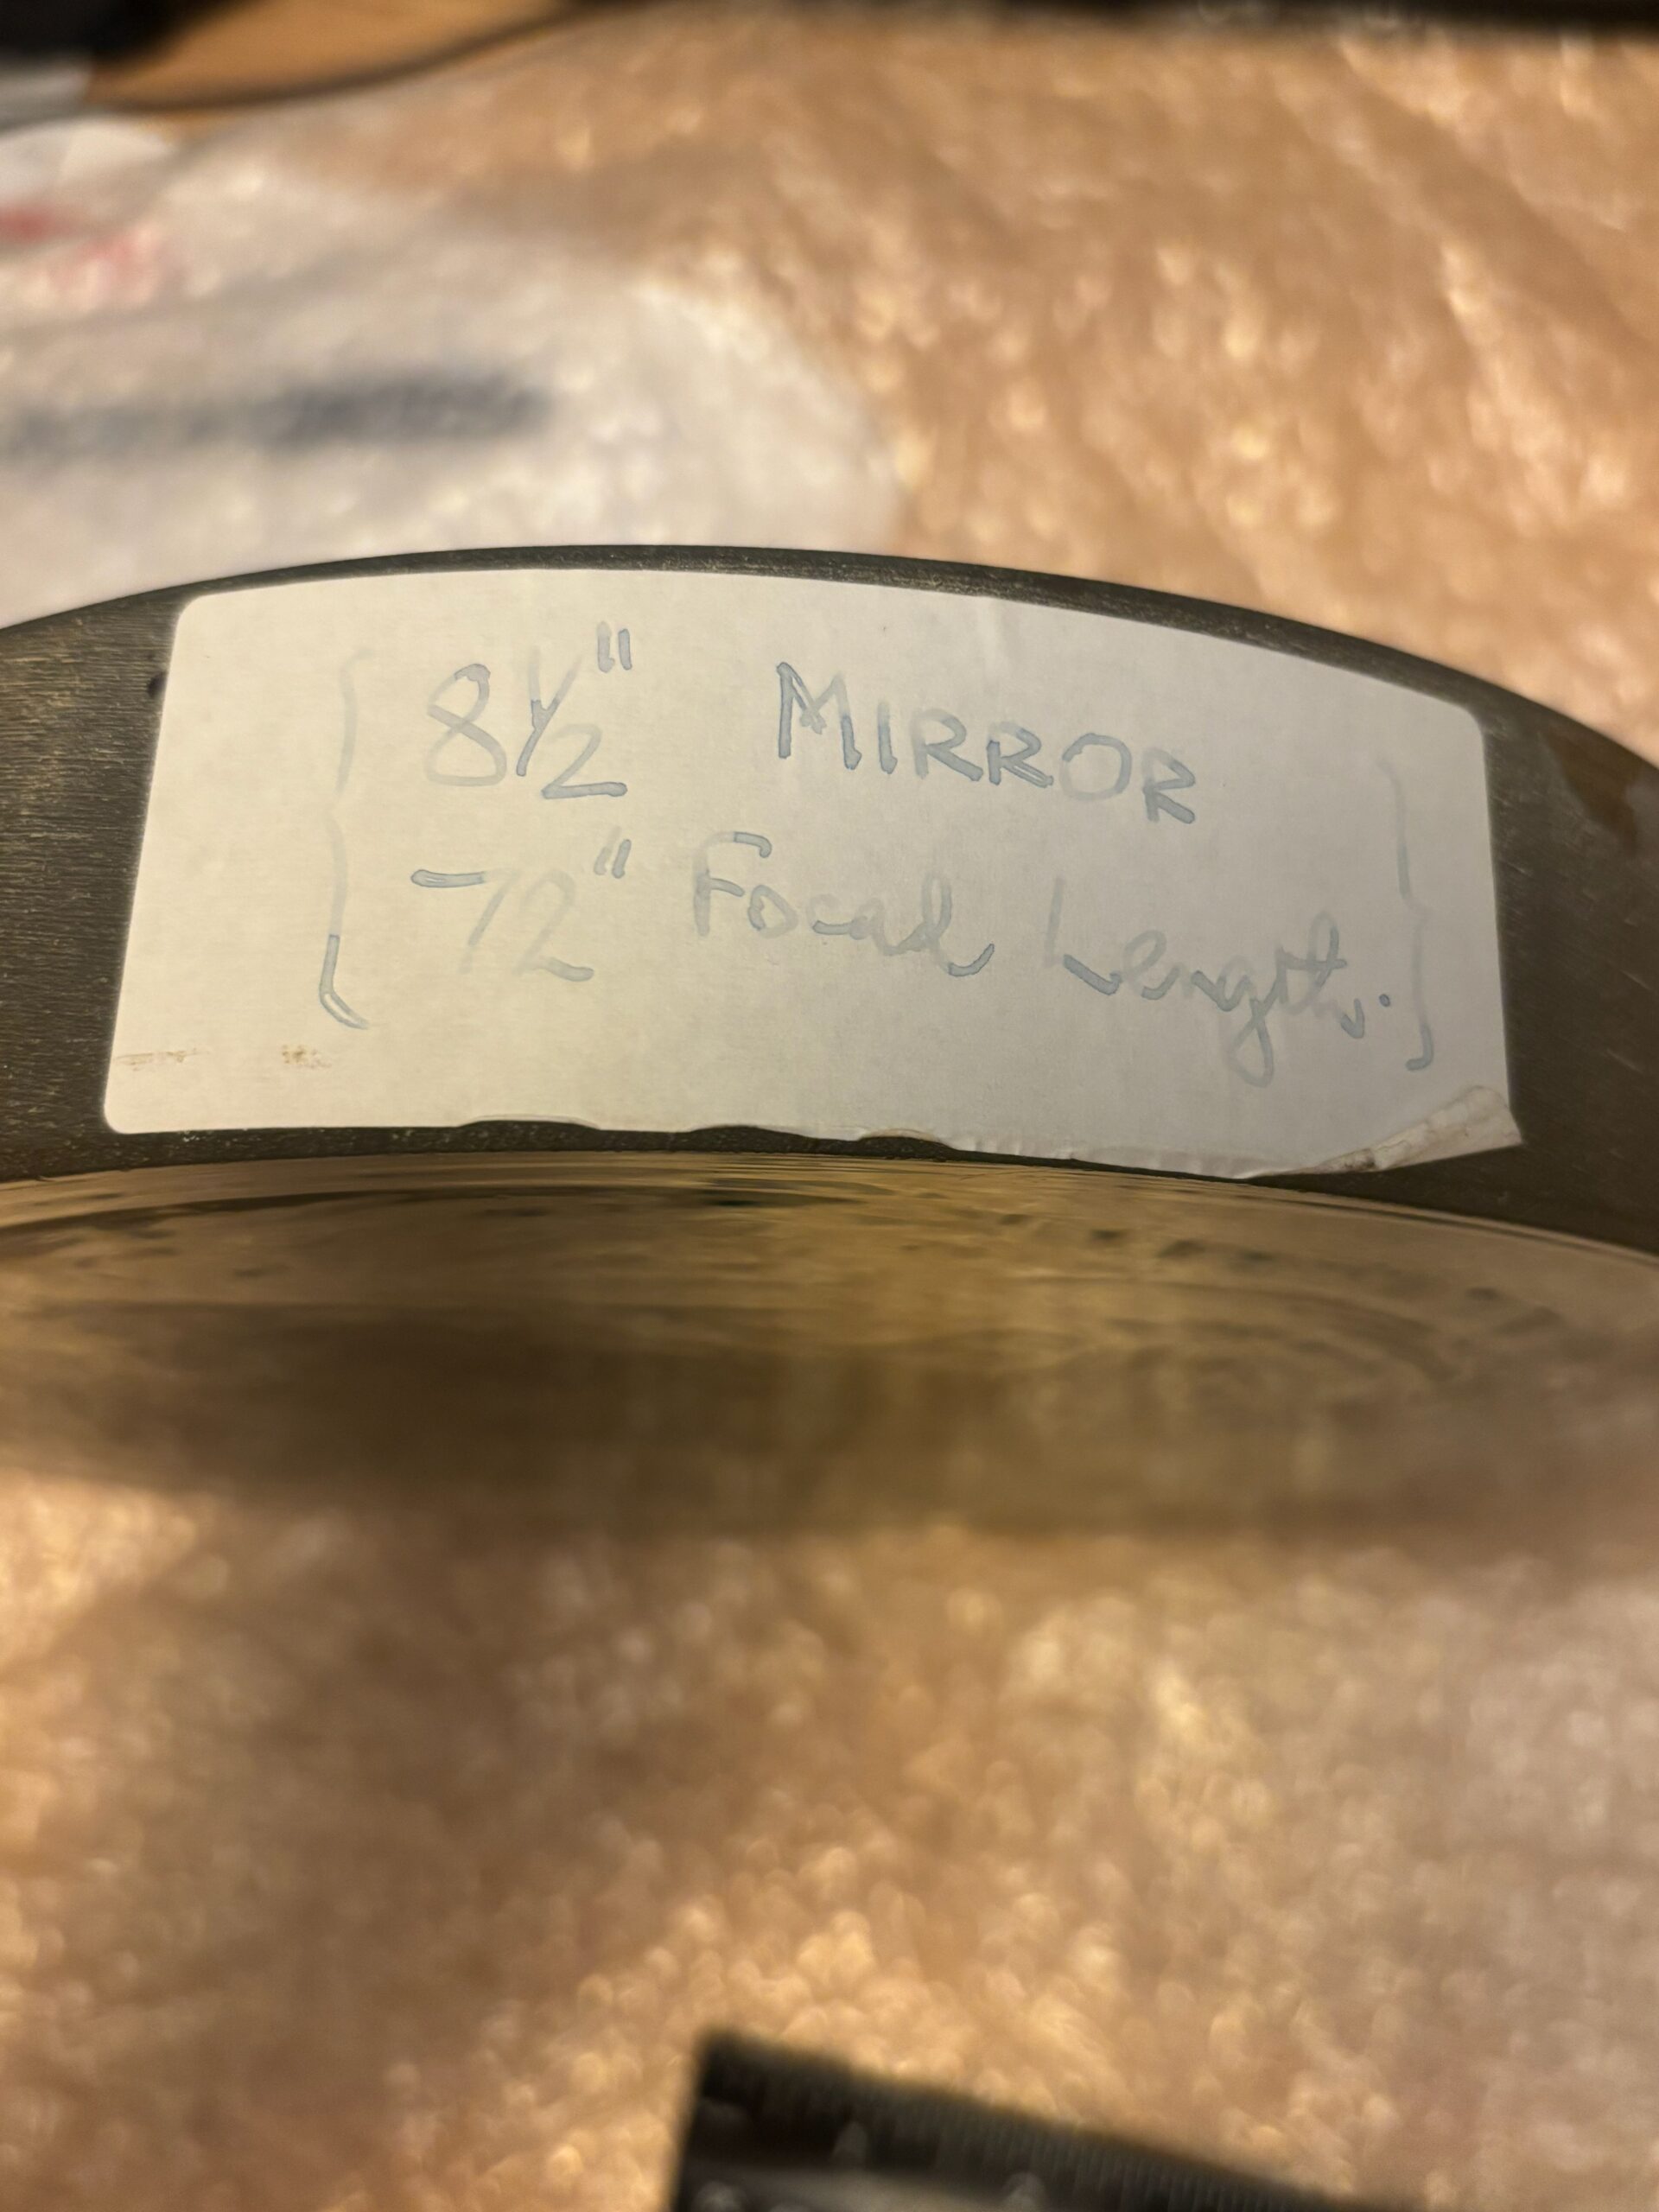 8½" MIRROR
72" Focal Length.